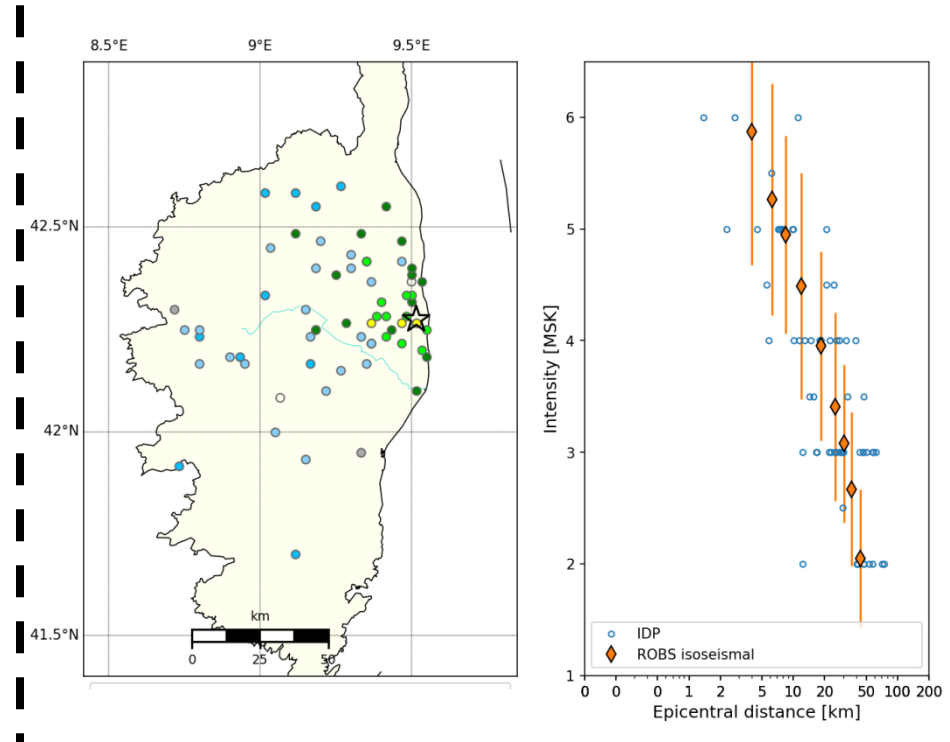 8.5°E 9°E 9.5°E
42.5°N
42°N
41.5°N
km
0 25 50
Intensity [MSK]
6
5
4
3
2
1
IDP
ROBS isoseismal
0 0 0 1 2 5 10 20 50 100 200
Epicentral distance [km]